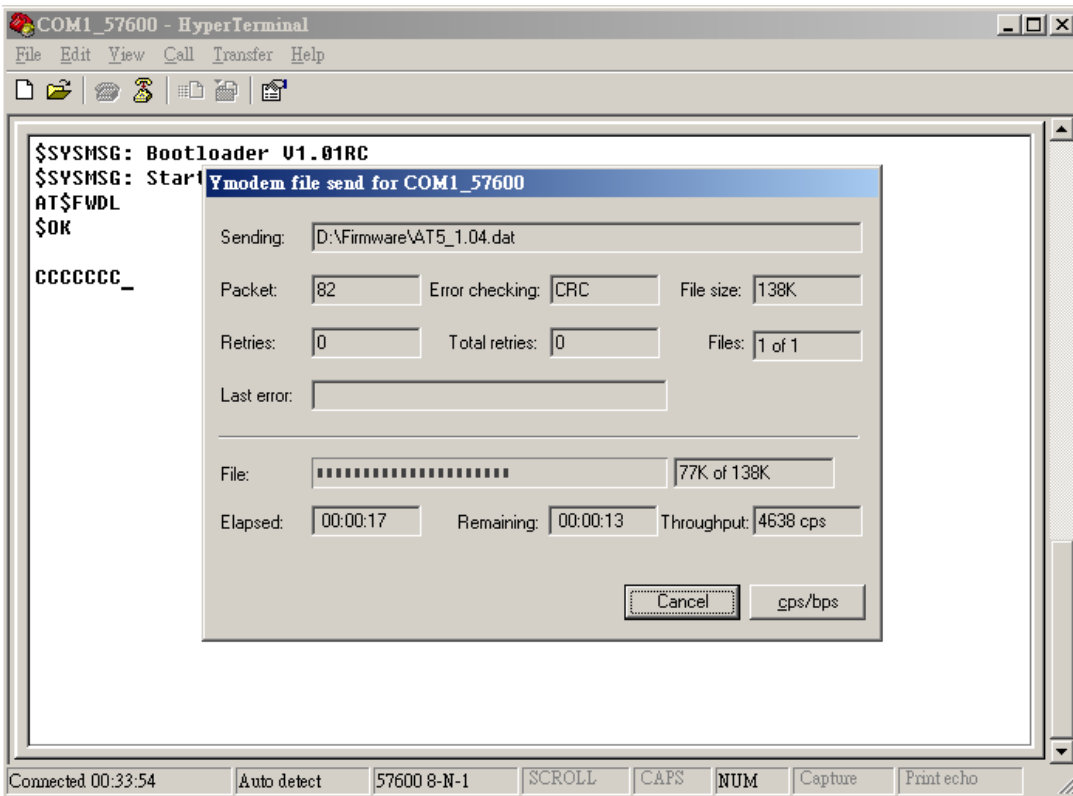 COM1_57600 - HyperTerminal
File Edit View Call Transfer Help
$SYSMSG: Bootloader V1.01RC
$SYSMSG: Start
AT$FWDL
$OK
CCCCCCC_
Ymodem file send for COM1_57600
Sending: D:\Firmware\AT5_1.04.dat
Packet: 82 Error checking: CRC File size: 138K
Retries: 0 Total retries: 0 Files: 1 of 1
Last error:
File: 77K of 138K
Elapsed: 00:00:17 Remaining: 00:00:13 Throughput: 4638 cps
Cancel cps/bps
Connected 00:33:54 Auto detect 57600 8-N-1 SCROLL CAPS NUM Capture Print echo